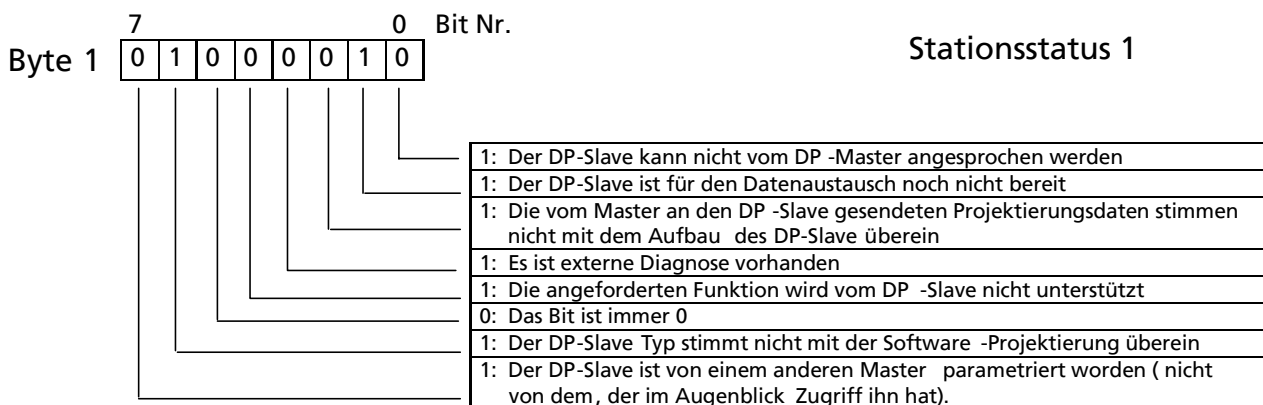 7 0 Bit Nr.
Byte 1 0 1 0 0 0 0 1 0
Stationsstatus 1
1: Der DP-Slave kann nicht vom DP -Master angesprochen werden
1: Der DP-Slave ist für den Datenaustausch noch nicht bereit
1: Die vom Master an den DP -Slave gesendeten Projektierungsdaten stimmen
nicht mit dem Aufbau des DP-Slave überein
1: Es ist externe Diagnose vorhanden
1: Die angeforderten Funktion wird vom DP -Slave nicht unterstützt
0: Das Bit ist immer 0
1: Der DP-Slave Typ stimmt nicht mit der Software -Projektierung überein
1: Der DP-Slave ist von einem anderen Master parametriert worden ( nicht
von dem, der im Augenblick Zugriff ihn hat).